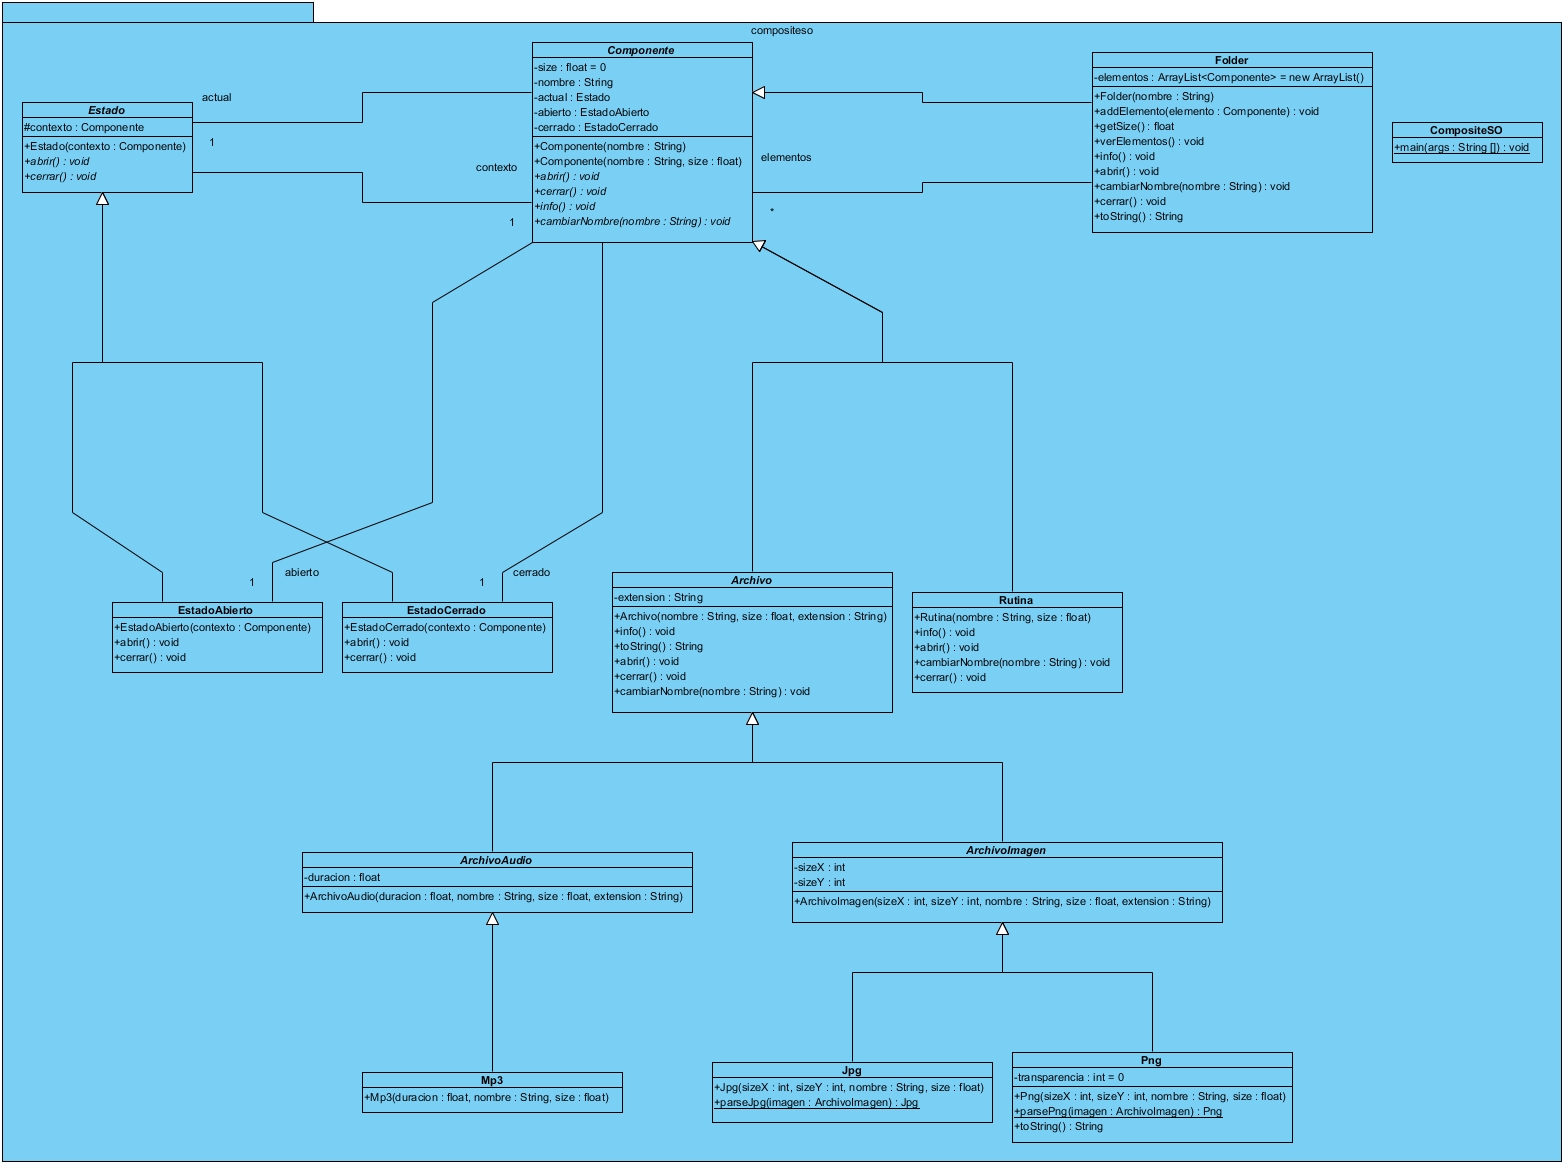 compositeso
Componente
-size : float = 0
-nombre : String
-actual : Estado
-abierto : EstadoAbierto
-cerrado : EstadoCerrado
+Componente(nombre : String)
+Componente(nombre : String, size : float)
+abrir() : void
+cerrar() : void
+info() : void
+cambiarNombre(nombre : String) : void
Folder
-elementos : ArrayList<Componente> = new ArrayList()
+Folder(nombre : String)
+addElemento(elemento : Componente) : void
+getSize() : float
+verElementos() : void
+info() : void
+abrir() : void
+cambiarNombre(nombre : String) : void
+cerrar() : void
+toString() : String
CompositeSO
+main(args : String []) : void
Estado
#contexto : Componente
+Estado(contexto : Componente)
+abrir() : void
+cerrar() : void
actual
1
contexto
1
elementos
*
abierto
1
cerrado
1
EstadoAbierto
+EstadoAbierto(contexto : Componente)
+abrir() : void
+cerrar() : void
EstadoCerrado
+EstadoCerrado(contexto : Componente)
+abrir() : void
+cerrar() : void
Archivo
-extension : String
+Archivo(nombre : String, size : float, extension : String)
+info() : void
+toString() : String
+abrir() : void
+cerrar() : void
+cambiarNombre(nombre : String) : void
Rutina
+Rutina(nombre : String, size : float)
+info() : void
+abrir() : void
+cambiarNombre(nombre : String) : void
+cerrar() : void
ArchivoAudio
-duracion : float
+ArchivoAudio(duracion : float, nombre : String, size : float, extension : String)
ArchivoImagen
-sizeX : int
-sizeY : int
+ArchivoImagen(sizeX : int, sizeY : int, nombre : String, size : float, extension : String)
Mp3
+Mp3(duracion : float, nombre : String, size : float)
Jpg
+Jpg(sizeX : int, sizeY : int, nombre : String, size : float)
+parseJpg(imagen : ArchivoImagen) : Jpg
Png
-transparencia : int = 0
+Png(sizeX : int, sizeY : int, nombre : String, size : float)
+parsePng(imagen : ArchivoImagen) : Png
+toString() : String